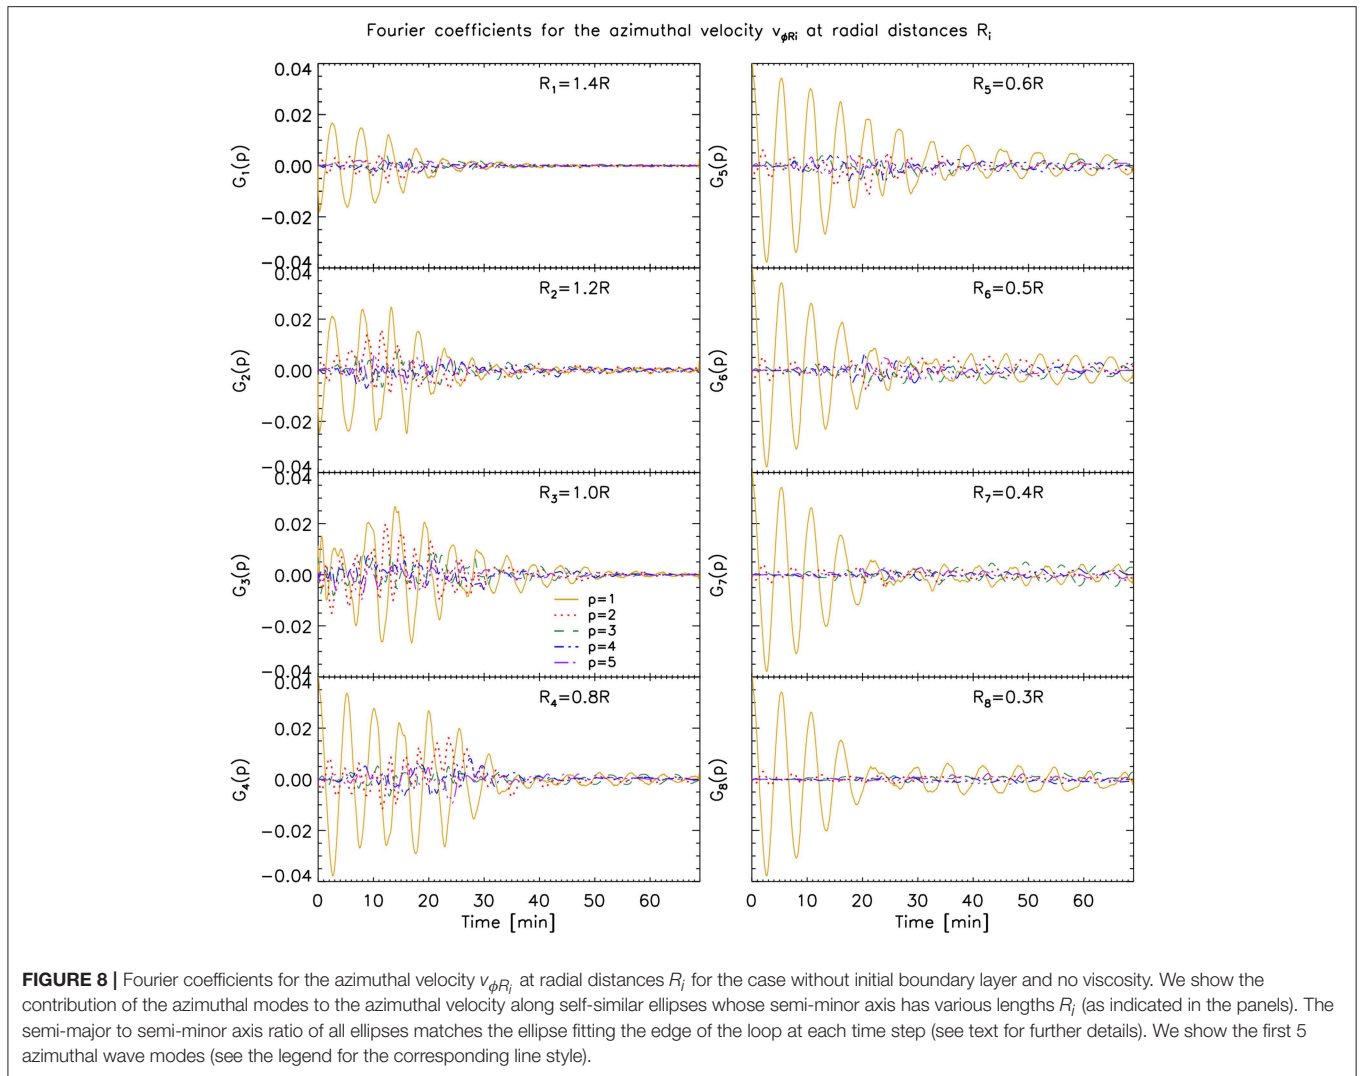 Fourier coefficients for the azimuthal velocity vϕRi at radial distances Ri
0.04
0.02
0.00
−0.02
−0.04
G1(p)
R1=1.4R
0.04
0.02
0.00
−0.02
−0.04
G2(p)
R2=1.2R
0.04
0.02
0.00
−0.02
−0.04
G3(p)
R3=1.0R
p=1
p=2
p=3
p=4
p=5
0.04
0.02
0.00
−0.02
−0.04
G4(p)
R4=0.8R
0 10 20 30 40 50 60
Time [min]
G5(p)
R5=0.6R
G6(p)
R6=0.5R
G7(p)
R7=0.4R
G8(p)
R8=0.3R
0 10 20 30 40 50 60
Time [min]
FIGURE 8 | Fourier coefficients for the azimuthal velocity vϕRi at radial distances Ri for the case without initial boundary layer and no viscosity. We show the
contribution of the azimuthal modes to the azimuthal velocity along self-similar ellipses whose semi-minor axis has various lengths Ri (as indicated in the panels). The
semi-major to semi-minor axis ratio of all ellipses matches the ellipse fitting the edge of the loop at each time step (see text for further details). We show the first 5
azimuthal wave modes (see the legend for the corresponding line style).